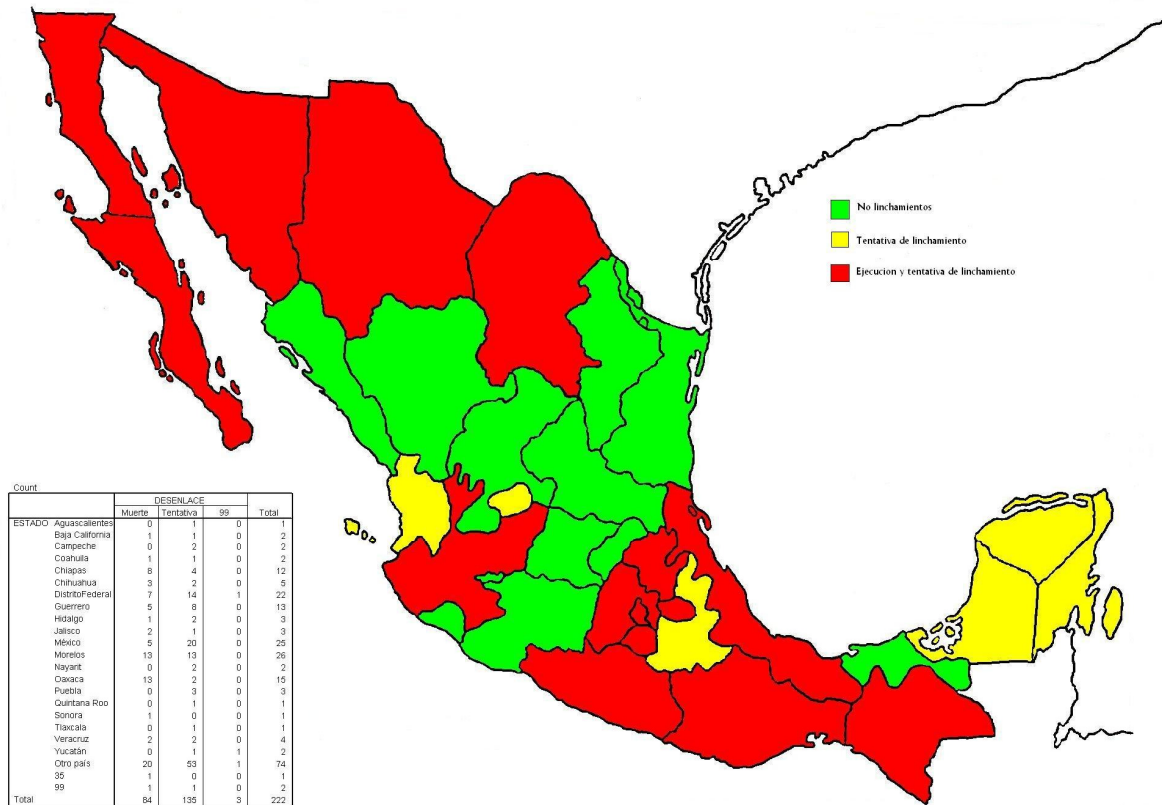 No linchamientos
Tentativa de linchamiento
Ejecucion y tentativa de linchamiento
Count
DESENLACE
Muerte Tentativa 99 Total
ESTADO Aguascalientes 0 1 0 1
Baja California 1 1 0 2
Campeche 0 2 0 2
Coahuila 1 1 0 2
Chiapas 8 4 0 12
Chihuahua 3 2 0 5
DistritoFederal 7 14 1 22
Guerrero 5 8 0 13
Hidalgo 1 2 0 3
Jalisco 2 1 0 3
México 5 20 0 25
Morelos 13 13 0 26
Nayarit 0 2 0 2
Oaxaca 13 2 0 15
Puebla 0 3 0 3
Quintana Roo 0 1 0 1
Sonora 1 0 0 1
Tlaxcala 0 1 0 1
Veracruz 2 2 0 4
Yucatán 0 1 1 2
Otro país 20 53 1 74
35 1 0 0 1
99 1 1 0 2
Total 84 135 3 222